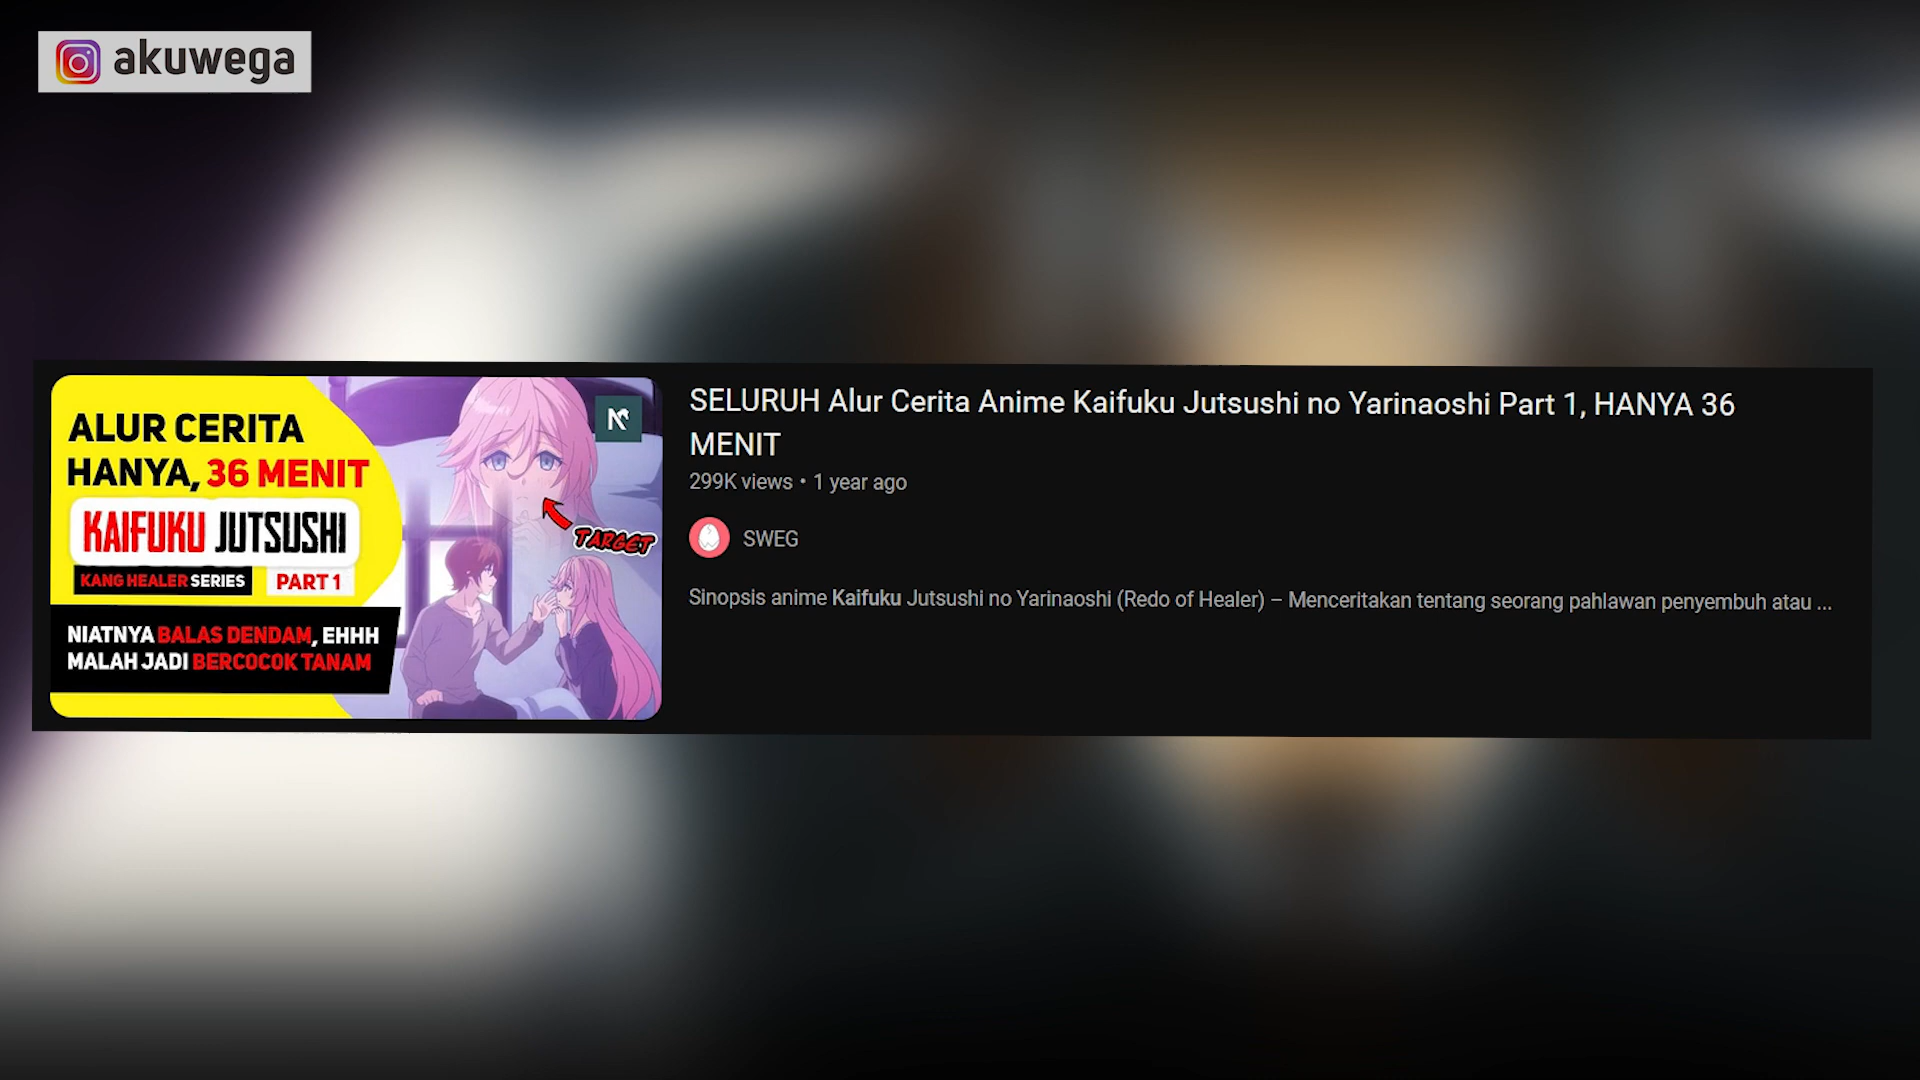 akuwega
ALUR CERITA
HANYA, 36 MENIT
KAIFUKU JUTSUSHI
KANG HEALER SERIES PART 1
NIATNYA BALAS DENDAM, EHHH
MALAH JADI BERCOCOK TANAM
TARGET
SELURUH Alur Cerita Anime Kaifuku Jutsushi no Yarinaoshi Part 1, HANYA 36
MENIT
299K views • 1 year ago
SWEG
Sinopsis anime Kaifuku Jutsushi no Yarinaoshi (Redo of Healer) – Menceritakan tentang seorang pahlawan penyembuh atau ...